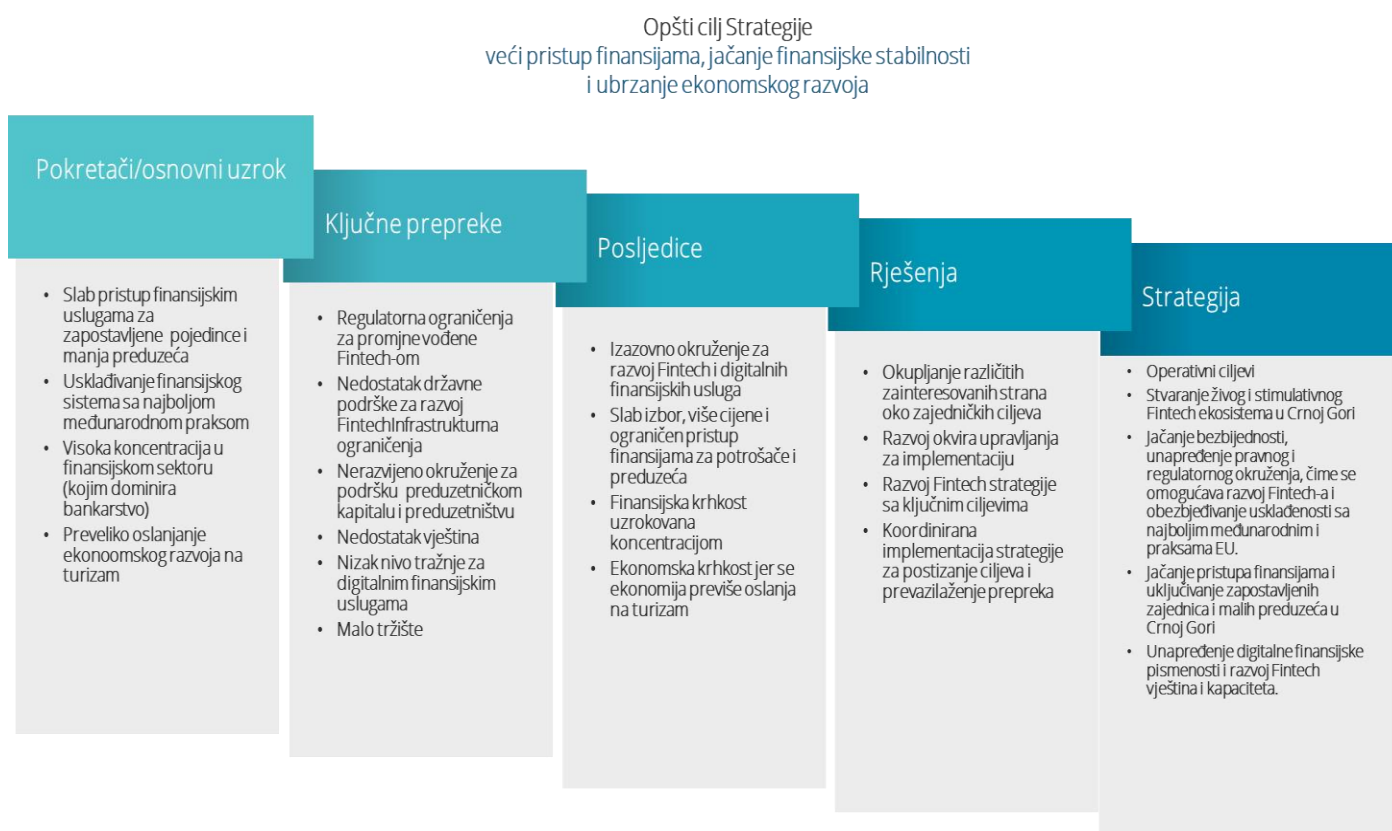 Opšti cilj Strategije
veći pristup finansijama, jačanje finansijske stabilnosti
i ubrzanje ekonomskog razvoja
Pokretači/osnovni uzrok
• Slab pristup finansijskim
uslugama za
zapostavljene pojedince i
manja preduzeća
• Usklađivanje finansijskog
sistema sa najboljom
međunarodnom praksom
• Visoka koncentracija u
finansijskom sektoru
(kojim dominira
bankarstvo)
• Preveliko oslanjanje
ekonoomskog razvoja na
turizam
Ključne prepreke
• Regulatorna ograničenja
za promjne vođene
Fintech-om
• Nedostatak državne
podrške za razvoj
FintechInfrastrukturna
ograničenja
• Nerazvijeno okruženje za
podršku preduzetničkom
kapitalu i preduzetništvu
• Nedostatak vještina
• Nizak nivo tražnje za
digitalnim finansijskim
uslugama
• Malo tržište
Posljedice
• Izazovno okruženje za
razvoj Fintech i digitalnih
finansijskih usluga
• Slab izbor, više cijene i
ograničen pristup
finansijama za potrošače i
preduzeća
• Finansijska krhkost
uzrokovana
koncentracijom
• Ekonomska krhkost jer se
ekonomija previše oslanja
na turizam
Rješenja
• Okupljanje različitih
zainteresovanih strana
oko zajedničkih ciljeva
• Razvoj okvira upravljanja
za implementaciju
• Razvoj Fintech strategije
sa ključnim ciljevima
• Koordinirana
implementacija strategije
za postizanje ciljeva i
prevazilaženje prepreka
Strategija
• Operativni ciljevi
• Stvaranje živog i stimulativnog
Fintech ekosistema u Crnoj Gori
• Jačanje bezbijednosti,
unapređenje pravnog i
regulatornog okruženja, čime se
omogućava razvoj Fintech-a i
obezbjeđivanje usklađenosti sa
najboljim međunarodnim i
praksama EU.
• Jačanje pristupa finansijama i
uključivanje zapostavljenih
zajednica i malih preduzeća u
Crnoj Gori
• Unapređenje digitalne finansijske
pismenosti i razvoj Fintech
vještina i kapaciteta.